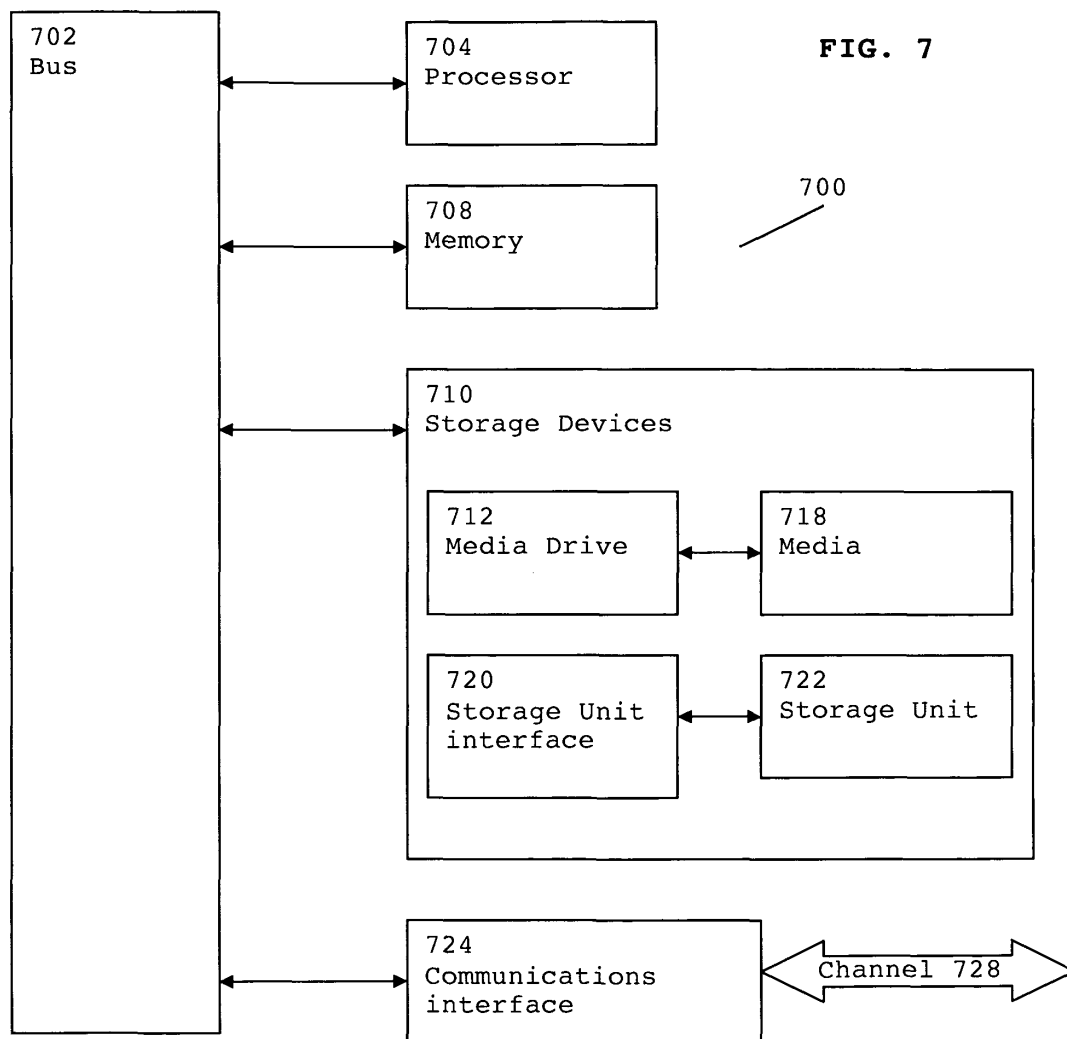 702
Bus
704
Processor
FIG. 7
700
708
Memory
710
Storage Devices
712
Media Drive
718
Media
720
Storage Unit
interface
722
Storage Unit
724
Communications
interface
Channel 728